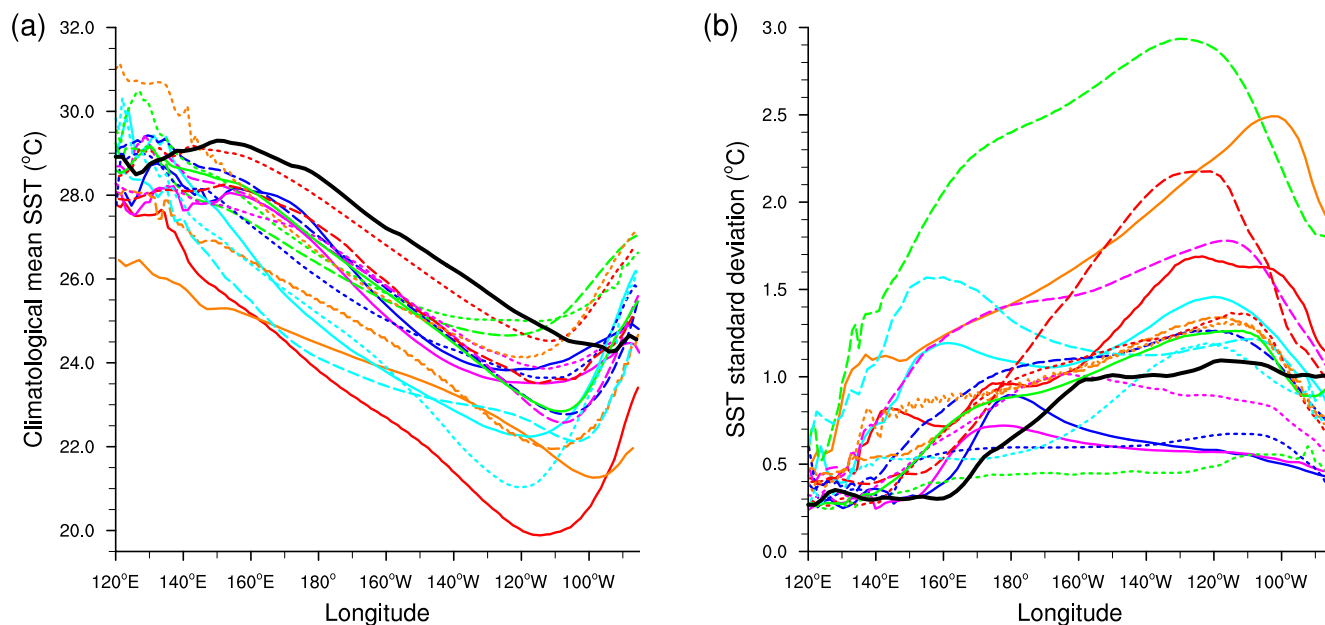 (a)
32.0
30.0
28.0
26.0
24.0
22.0
20.0
Climatological mean SST (°C)
120°E 140°E 160°E 180° 160°W 140°W 120°W 100°W
Longitude
(b)
3.0
2.5
2.0
1.5
1.0
0.5
0.0
SST standard deviation (°C)
120°E 140°E 160°E 180° 160°W 140°W 120°W 100°W
Longitude